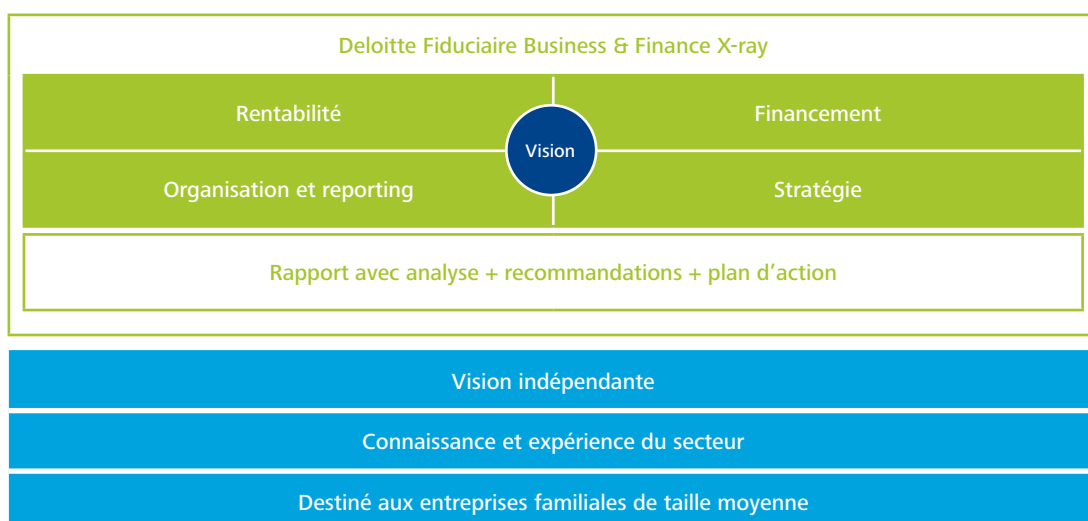 Deloitte Fiduciaire Business & Finance X-ray
Rentabilité
Financement
Vision
Organisation et reporting
Stratégie
Rapport avec analyse + recommandations + plan d’action
Vision indépendante
Connaissance et expérience du secteur
Destiné aux entreprises familiales de taille moyenne